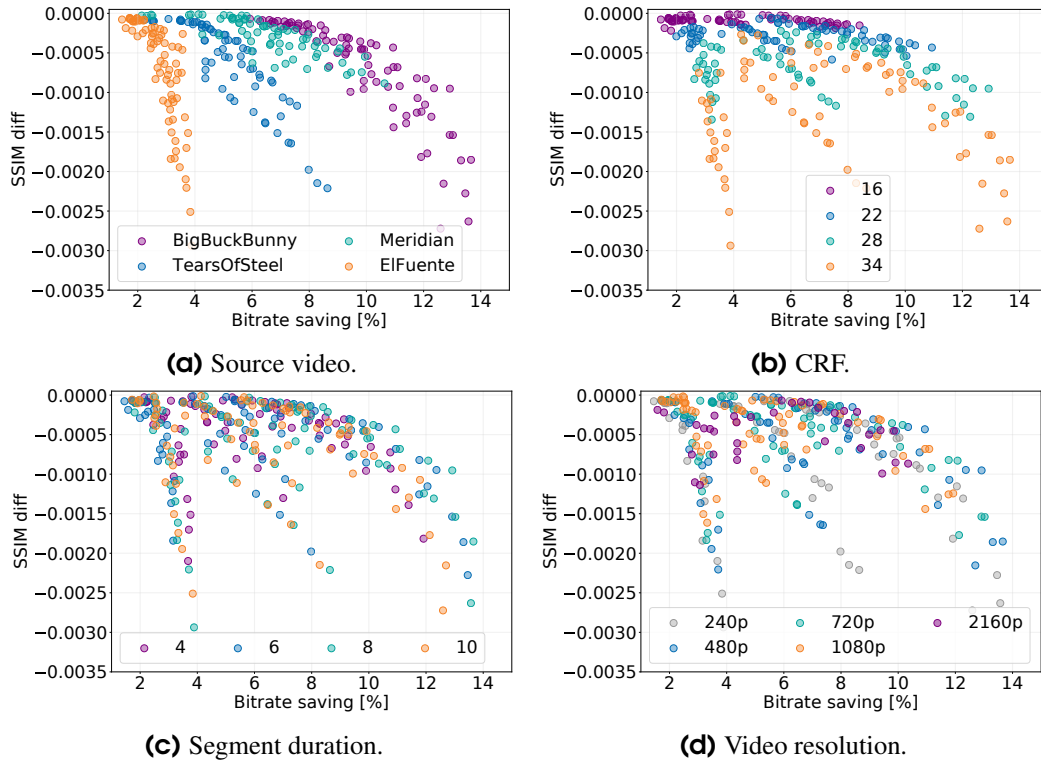 0.0000
−0.0005
−0.0010
−0.0015
−0.0020
−0.0025
−0.0030
−0.0035
SSIM diff
BigBuckBunny
Meridian
TearsOfSteel
ElFuente
2 4 6 8 10 12 14
Bitrate saving [%]
(a) Source video.
0.0000
−0.0005
−0.0010
−0.0015
−0.0020
−0.0025
−0.0030
−0.0035
SSIM diff
16
22
28
34
2 4 6 8 10 12 14
Bitrate saving [%]
(b) CRF.
0.0000
−0.0005
−0.0010
−0.0015
−0.0020
−0.0025
−0.0030
−0.0035
SSIM diff
4 6 8 10
2 4 6 8 10 12 14
Bitrate saving [%]
(c) Segment duration.
0.0000
−0.0005
−0.0010
−0.0015
−0.0020
−0.0025
−0.0030
−0.0035
SSIM diff
240p 720p 2160p
480p 1080p
2 4 6 8 10 12 14
Bitrate saving [%]
(d) Video resolution.